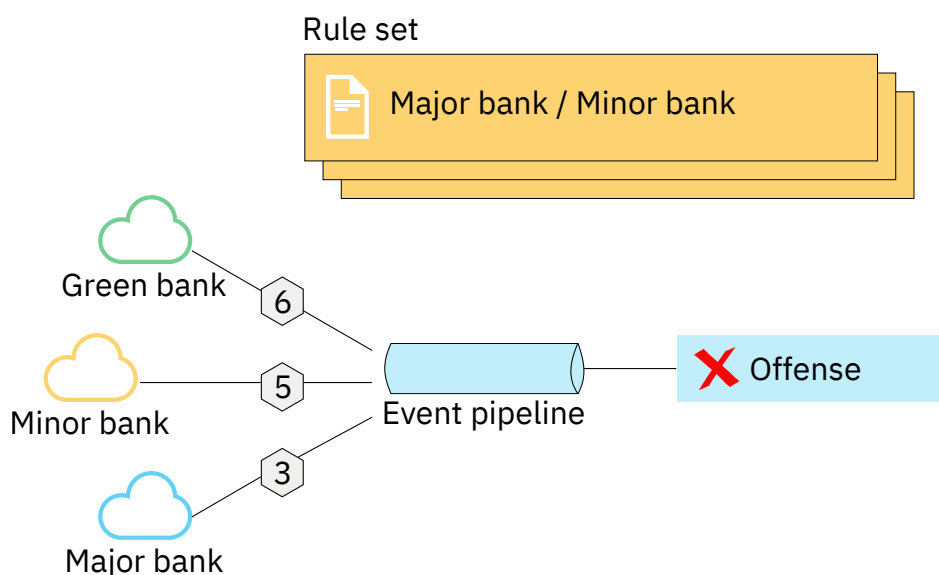 Rule set
Major bank / Minor bank
Green bank
6
Minor bank
5
Event pipeline
Offense
3
Major bank